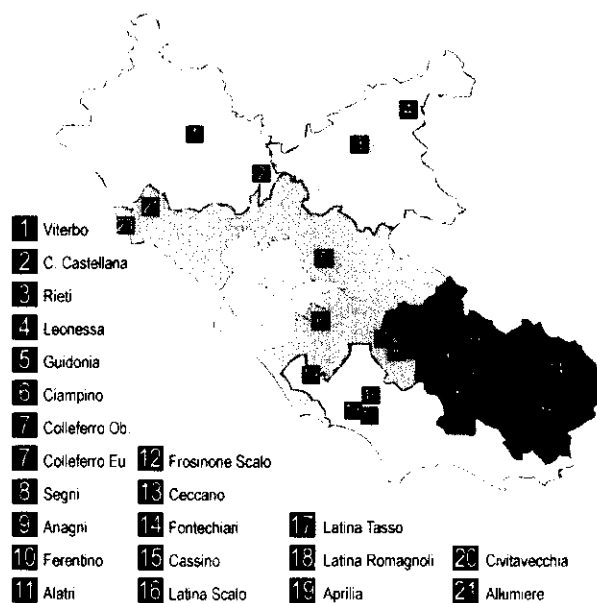 1 Viterbo
2 C. Castellana
3 Rieti
4 Leonessa
5 Guidonia
6 Ciampino
7 Colleferro Ob.
7 Colleferro Eu
8 Segni
9 Anagni
10 Ferentino
11 Alatri
12 Frosinone Scalo
13 Ceccano
14 Fontechiari
15 Cassino
16 Latina Scalo
17 Latina Tasso
18 Latina Romagnoli
19 Aprilia
20 Civitavecchia
21 Allumiere